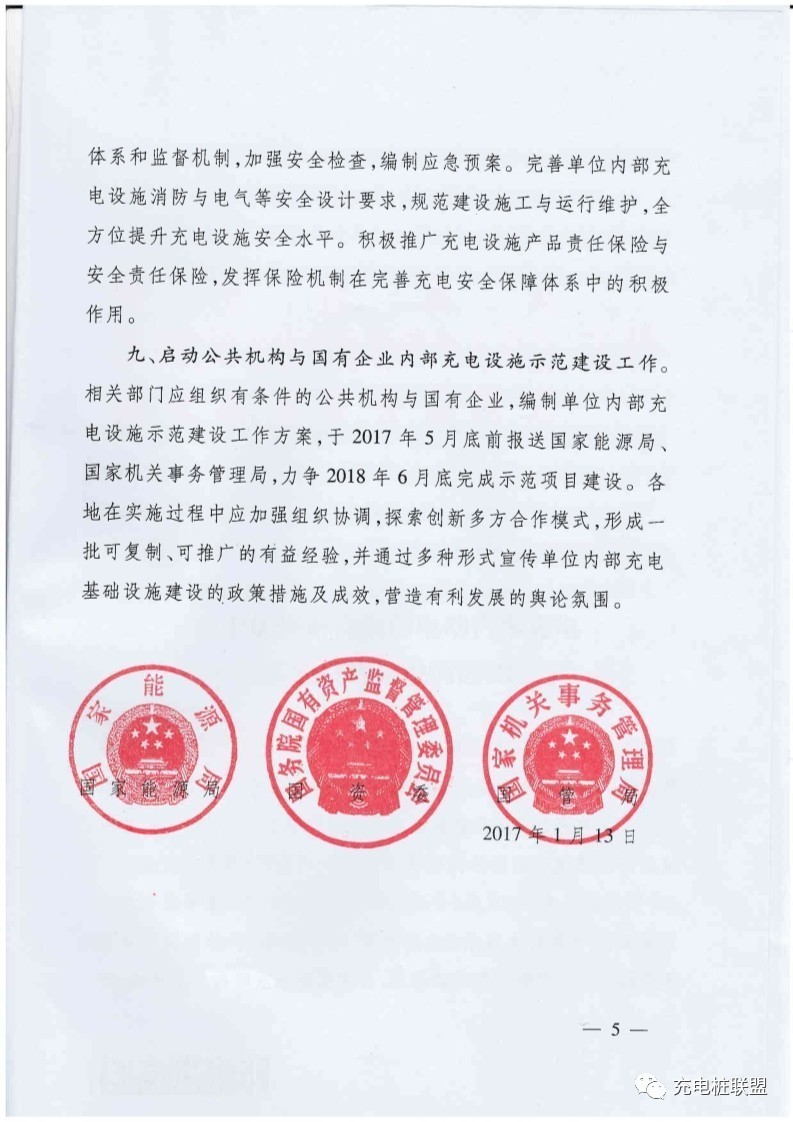 体系和监督机制,加强安全检查,编制应急预案。完善单位内部充
电设施消防与电气等安全设计要求,规范建设施工与运行维护,全
方位提升充电设施安全水平。积极推广充电设施产品责任保险与
安全责任保险,发挥保险机制在完善充电安全保障体系中的积极
作用。
九、启动公共机构与国有企业内部充电设施示范建设工作。
相关部门应组织有条件的公共机构与国有企业,编制单位内部充
电设施示范建设工作方案,于 2017 年 5 月底前报送国家能源局、
国家机关事务管理局,力争 2018 年 6 月底完成示范项目建设。各
地在实施过程中应加强组织协调,探索创新多方合作模式,形成一
批可复制、可推广的有益经验,并通过多种形式宣传单位内部充电
基础设施建设的政策措施及成效,营造有利发展的舆论氛围。
国家能源局
国务院国有资产监督管理委员会
国家机关事务管理局
国家能源局 国资委 国管局
2017 年 1 月 13 日
— 5 —
充电桩联盟